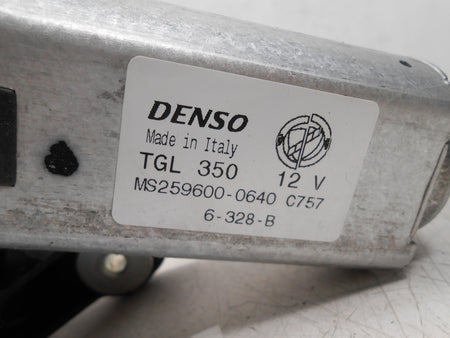 DENSO
Made in Italy
TGL 350 12 V
MS259600-0640 C757
6-328-B